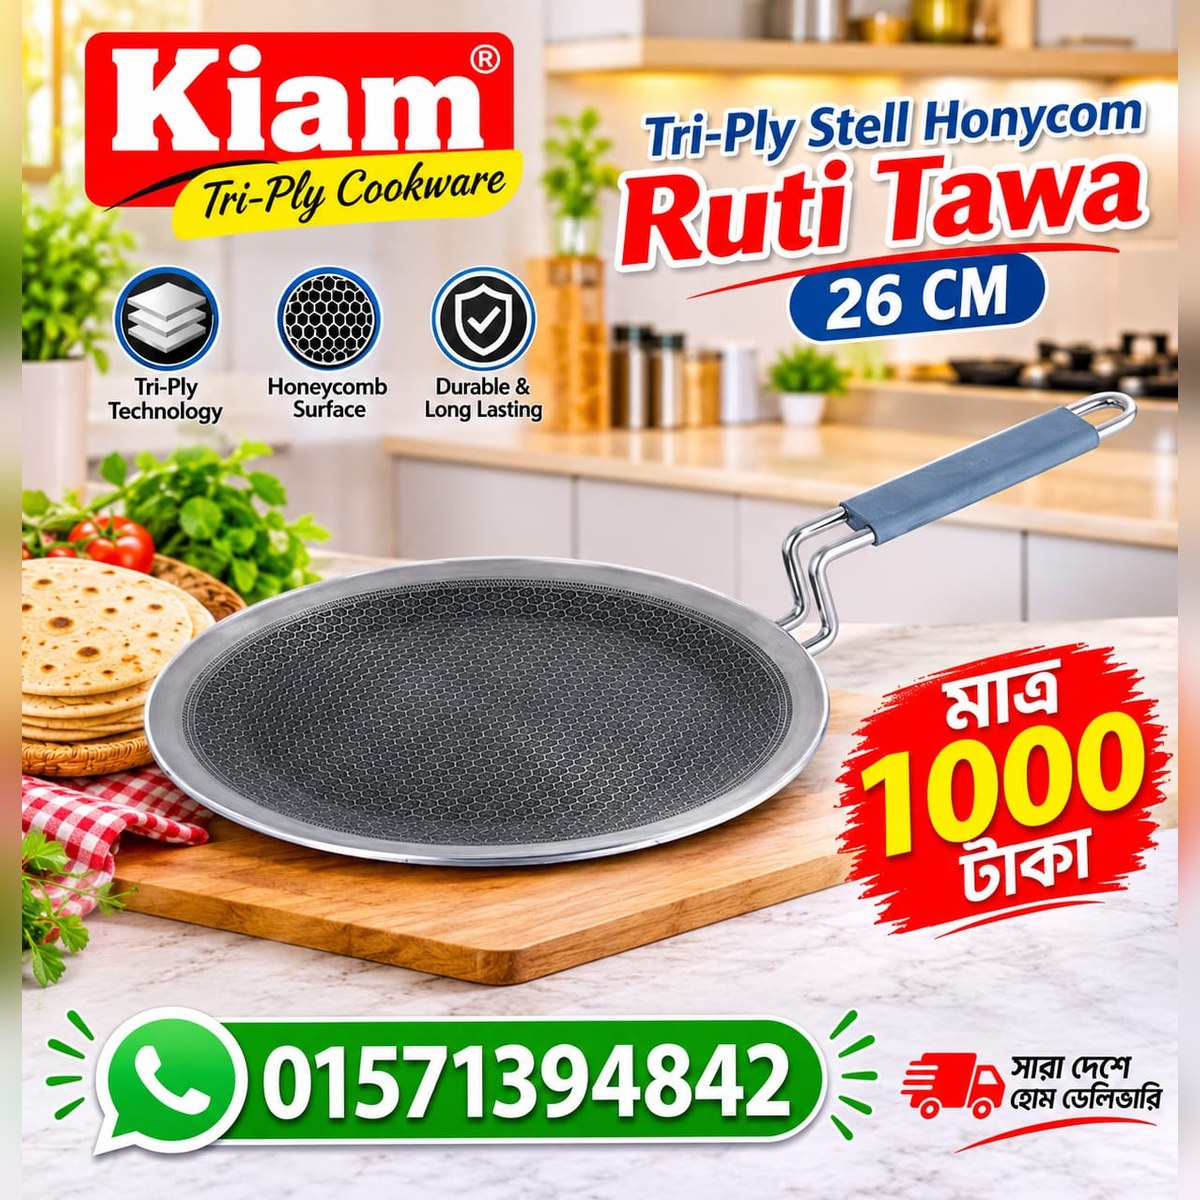 Kiam®
Tri-Ply Cookware
Tri-Ply Stell Honycom
Ruti Tawa
26 CM
Tri-Ply
Technology
Honeycomb
Surface
Durable &
Long Lasting
মাত্র
1000
টাকা
01571394842
সারা দেশে
হোম ডেলিভারি